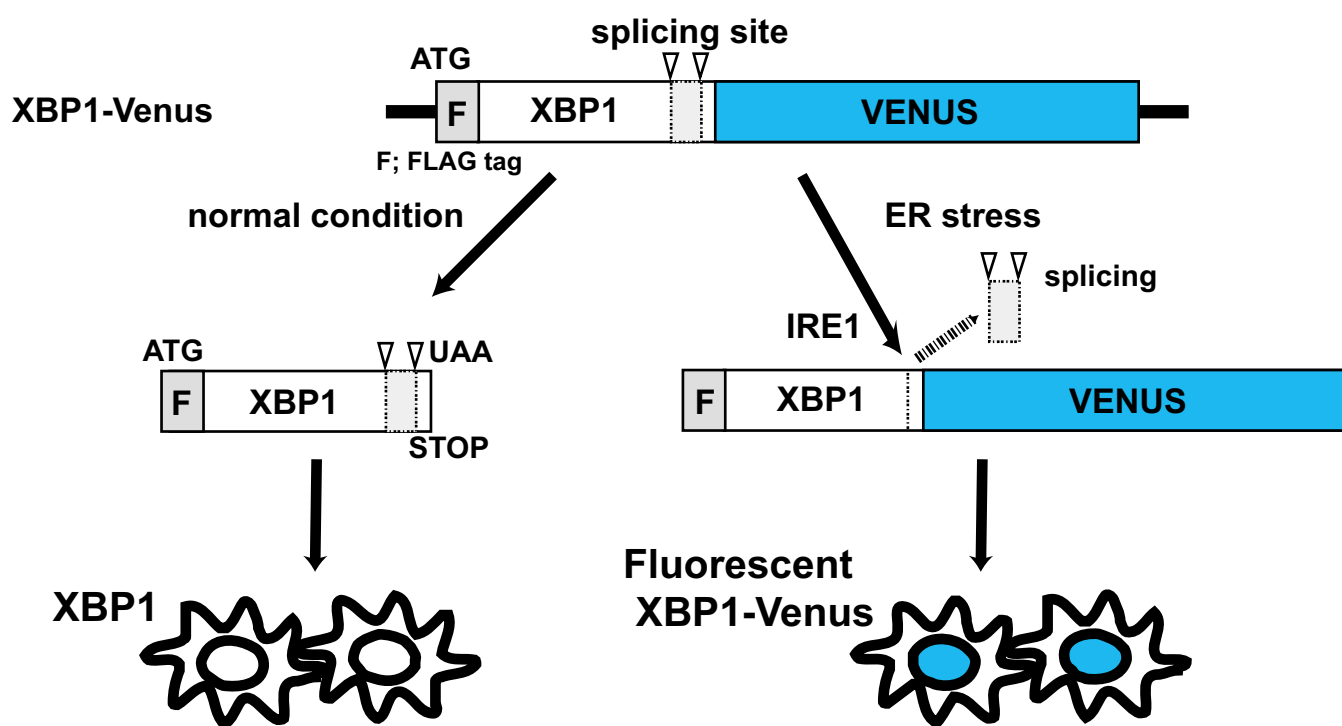 splicing site
ATG
XBP1-Venus
F
XBP1
VENUS
F; FLAG tag
normal condition
ER stress
splicing
IRE1
ATG
UAA
F
XBP1
STOP
F
XBP1
VENUS
XBP1
Fluorescent
XBP1-Venus